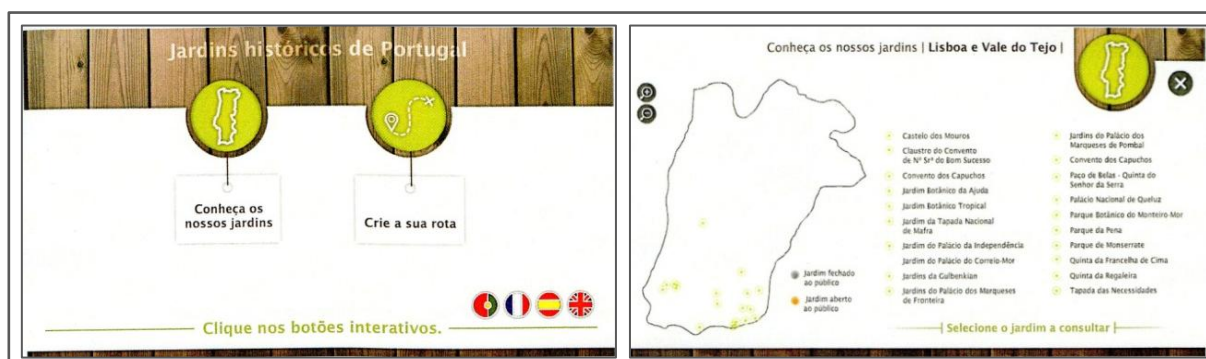 Jardins históricos de Portugal
Conheça os
nossos jardins
Crie a sua rota
Clique nos botões interativos.
Conheça os nossos jardins | Lisboa e Vale do Tejo |
Castelo dos Mouros
Claustro do Convento
de Nº Srª do Bom Sucesso
Convento dos Capuchos
Jardim Botânico da Ajuda
Jardim Botânico Tropical
Jardim da Tapada Nacional
de Mafra
Jardim do Palácio da Independência
Jardim do Palácio do Correio-Mor
Jardins da Gulbenkian
Jardins do Palácio dos Marqueses
de Fronteira
Jardins do Palácio dos
Marqueses de Pombal
Convento dos Capuchos
Paço de Belas - Quinta do
Senhor da Serra
Palácio Nacional de Queluz
Parque Botânico do Monteiro-Mor
Parque da Pena
Parque de Monserrate
Quinta da Francelha de Cima
Quinta da Regaleira
Tapada das Necessidades
Jardim fechado
ao público
Jardim aberto
ao público
| Selecione o jardim a consultar |